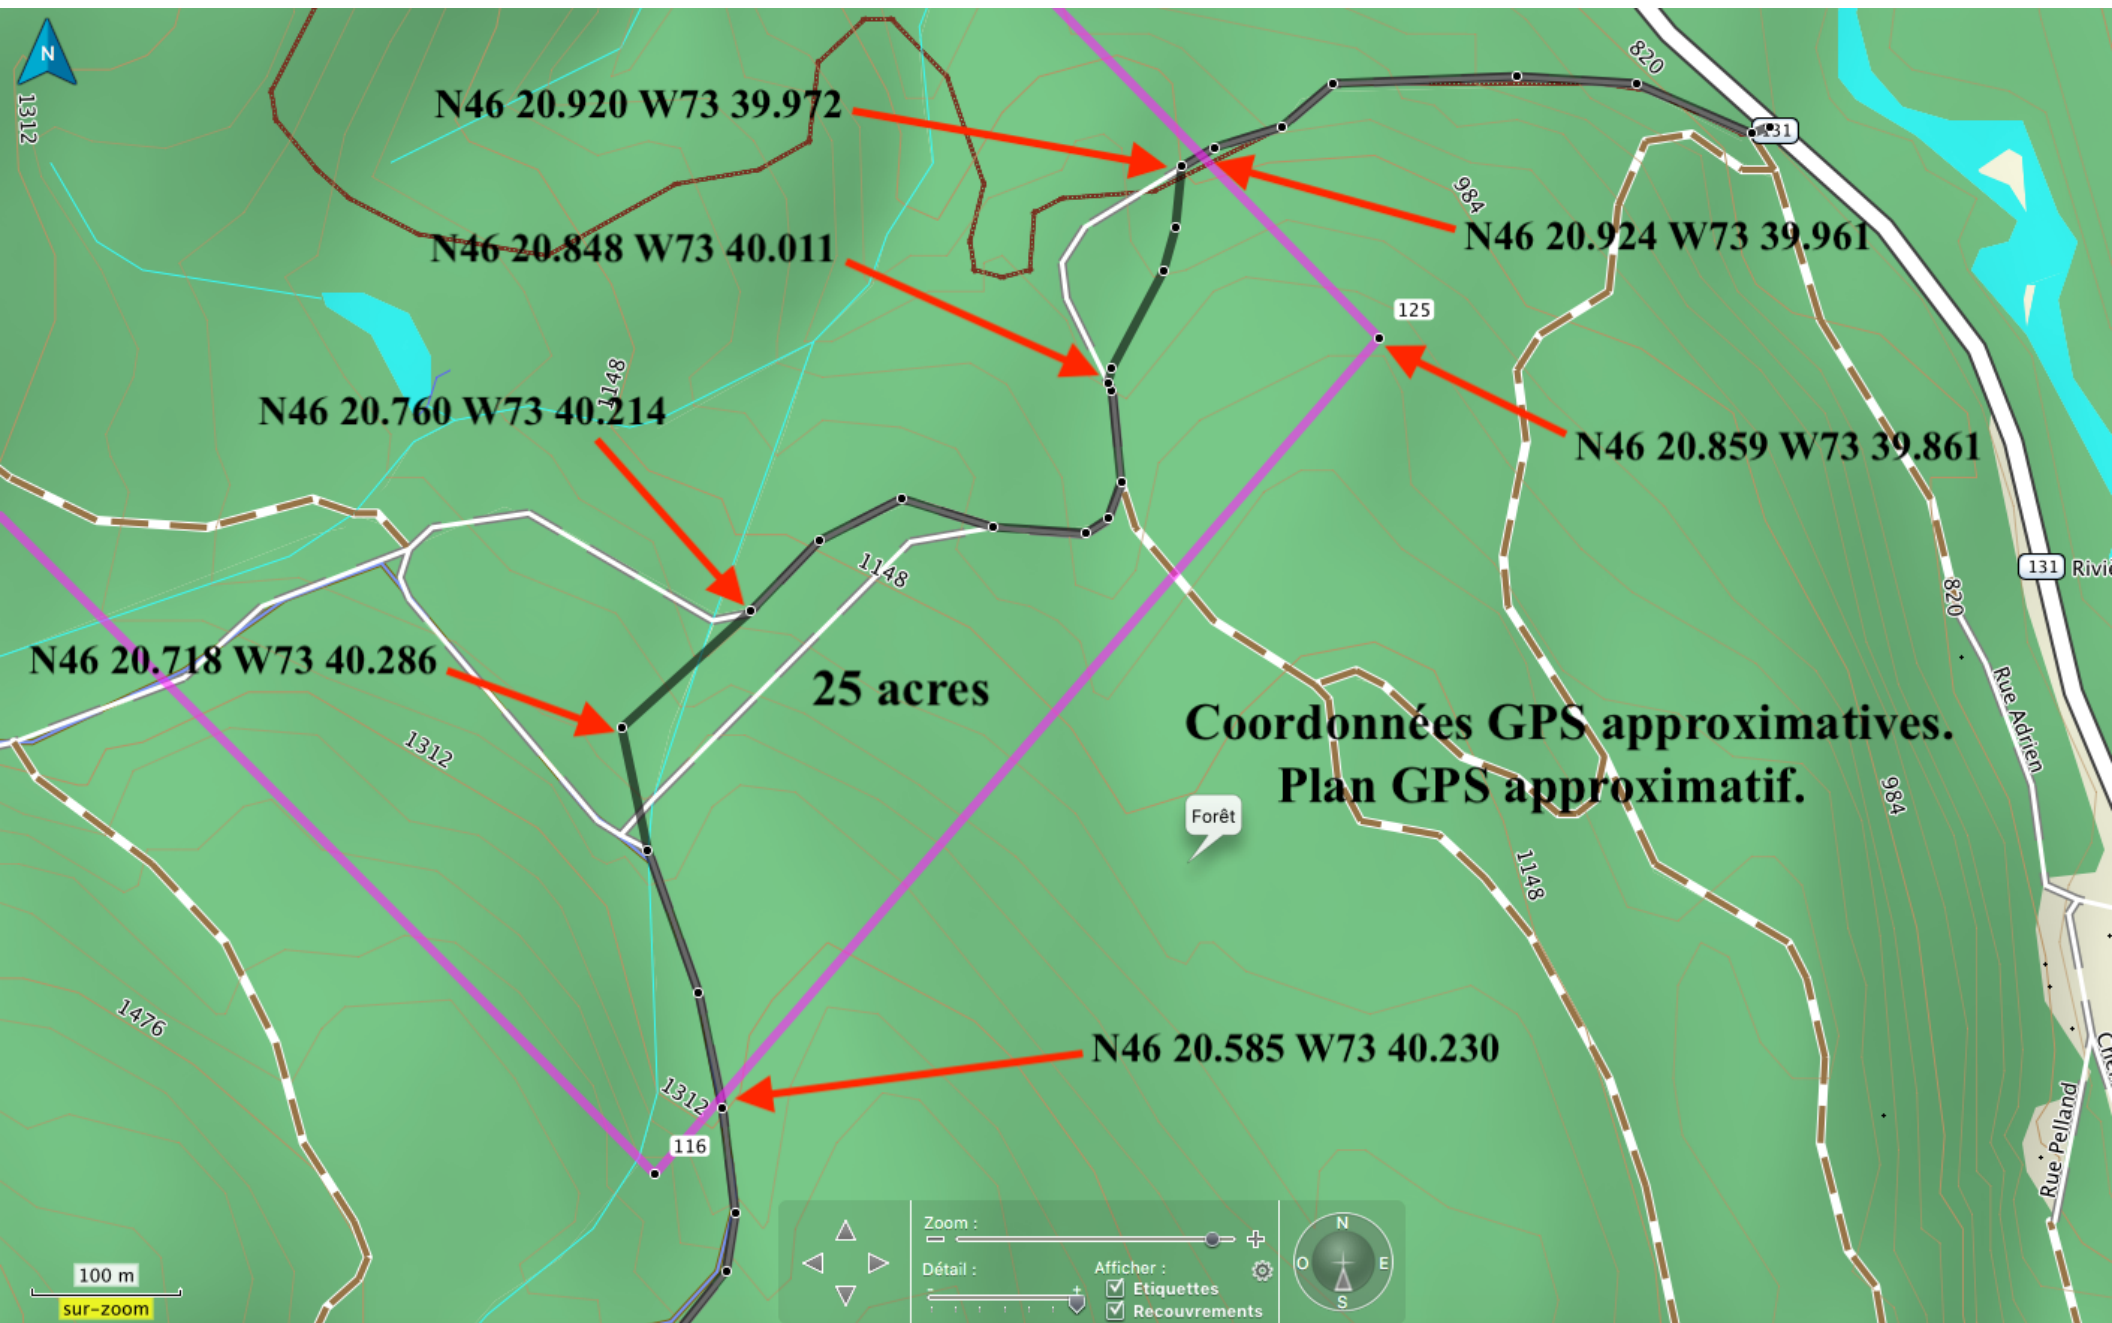 N
1312
820
N46 20.920 W73 39.972
131
984
N46 20.924 W73 39.961
N46 20.848 W73 40.011
125
1148
N46 20.760 W73 40.214
N46 20.859 W73 39.861
1148
131
820
N46 20.718 W73 40.286
25 acres
Rue Adrien
Coordonnées GPS approximatives.
Plan GPS approximatif.
1312
984
Forêt
1148
1476
N46 20.585 W73 40.230
1312
116
Rue Pelland
100 m
sur-zoom
Zoom :
Détail :
Afficher :
Etiquettes
Recouvrements
N
O
E
S